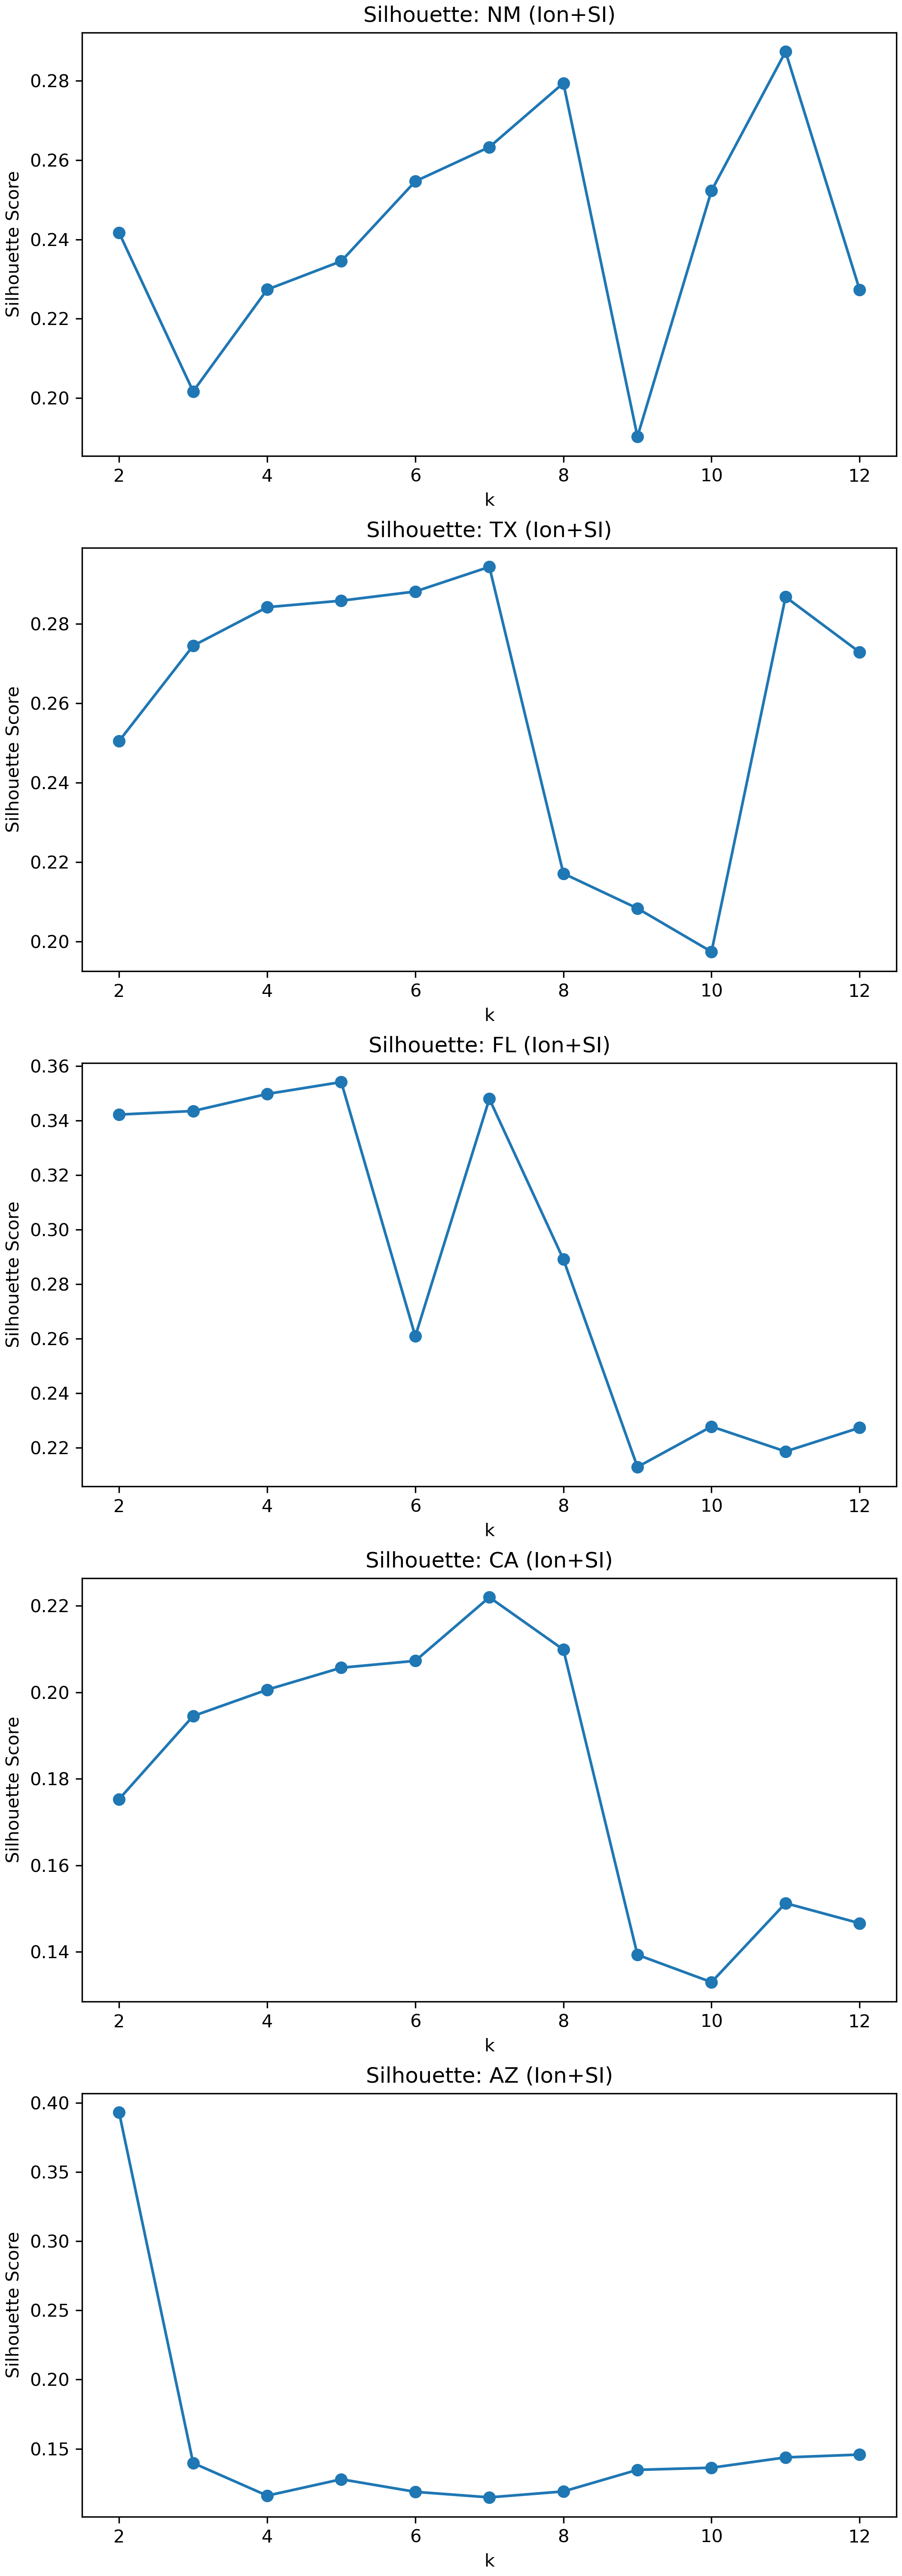 Silhouette: NM (Ion+SI)
Silhouette Score
0.28
0.26
0.24
0.22
0.20
2 4 6 8 10 12
k
Silhouette: TX (Ion+SI)
Silhouette Score
0.28
0.26
0.24
0.22
0.20
2 4 6 8 10 12
k
Silhouette: FL (Ion+SI)
Silhouette Score
0.36
0.34
0.32
0.30
0.28
0.26
0.24
0.22
2 4 6 8 10 12
k
Silhouette: CA (Ion+SI)
Silhouette Score
0.22
0.20
0.18
0.16
0.14
2 4 6 8 10 12
k
Silhouette: AZ (Ion+SI)
Silhouette Score
0.40
0.35
0.30
0.25
0.20
0.15
2 4 6 8 10 12
k